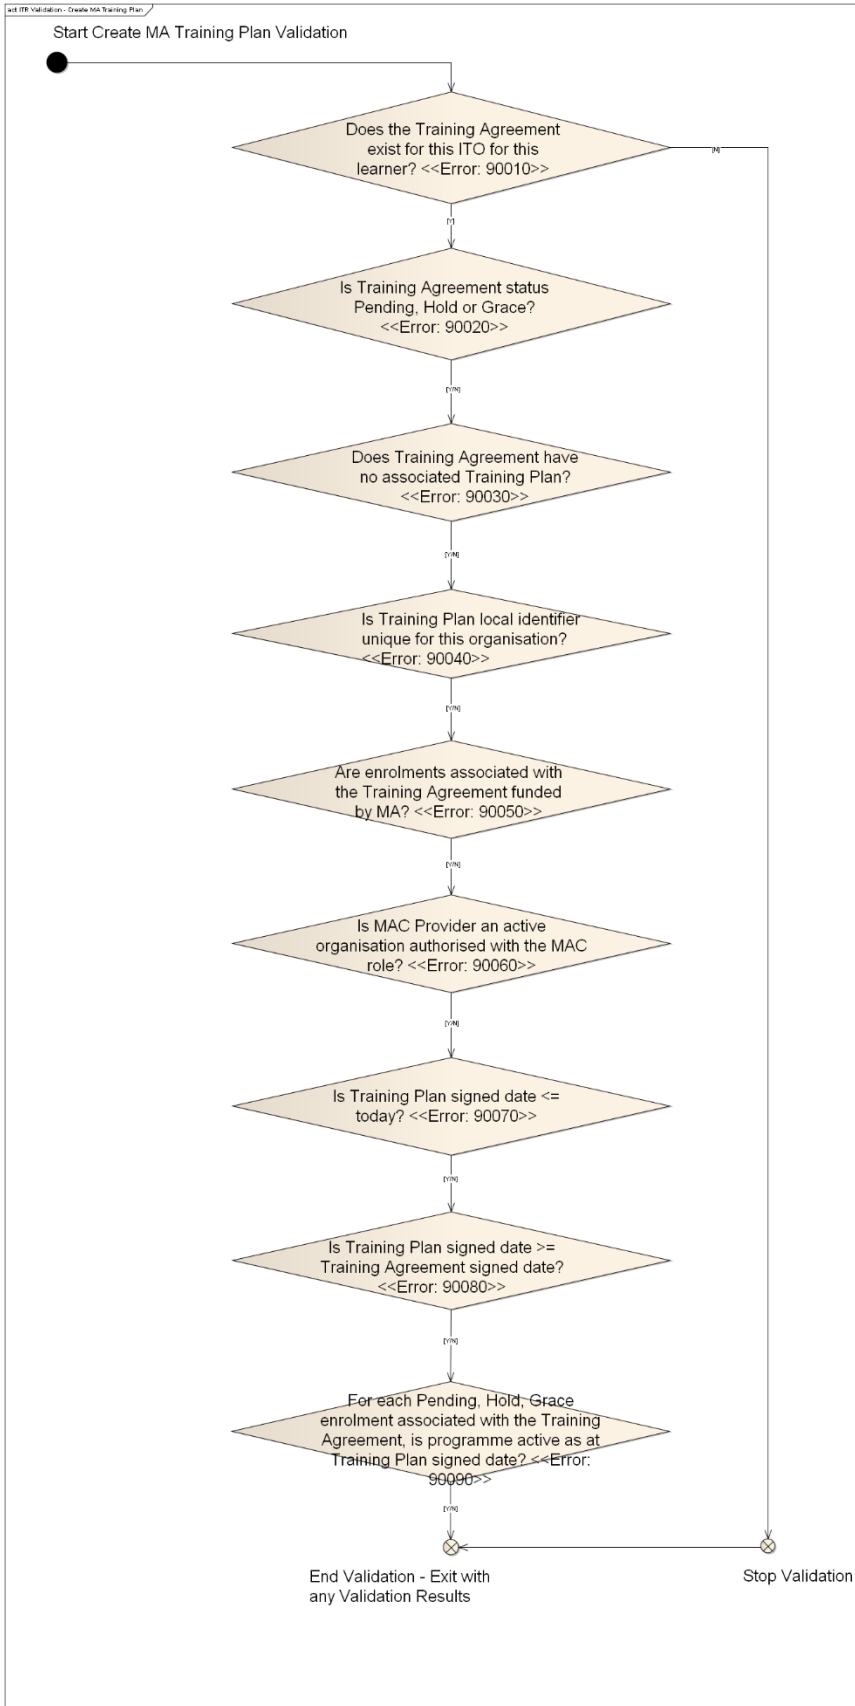 act ITR Validation - Create MA Training Plan
Start Create MA Training Plan Validation
Does the Training Agreement
exist for this ITO for this
learner? <<Error: 90010>>
[N]
[Y]
Is Training Agreement status
Pending, Hold or Grace?
<<Error: 90020>>
[Y/N]
Does Training Agreement have
no associated Training Plan?
<<Error: 90030>>
[Y/N]
Is Training Plan local identifier
unique for this organisation?
<<Error: 90040>>
[Y/N]
Are enrolments associated with
the Training Agreement funded
by MA? <<Error: 90050>>
[Y/N]
Is MAC Provider an active
organisation authorised with the MAC
role? <<Error: 90060>>
[Y/N]
Is Training Plan signed date <=
today? <<Error: 90070>>
[Y/N]
Is Training Plan signed date >=
Training Agreement signed date?
<<Error: 90080>>
[Y/N]
For each Pending, Hold, Grace
enrolment associated with the Training
Agreement, is programme active as at
Training Plan signed date? <<Error:
90090>>
[Y/N]
End Validation - Exit with
any Validation Results
Stop Validation